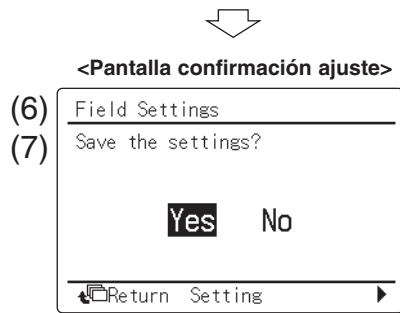 <Pantalla confirmación ajuste>
(6) Field Settings
(7) Save the settings?
Yes No
Return Setting